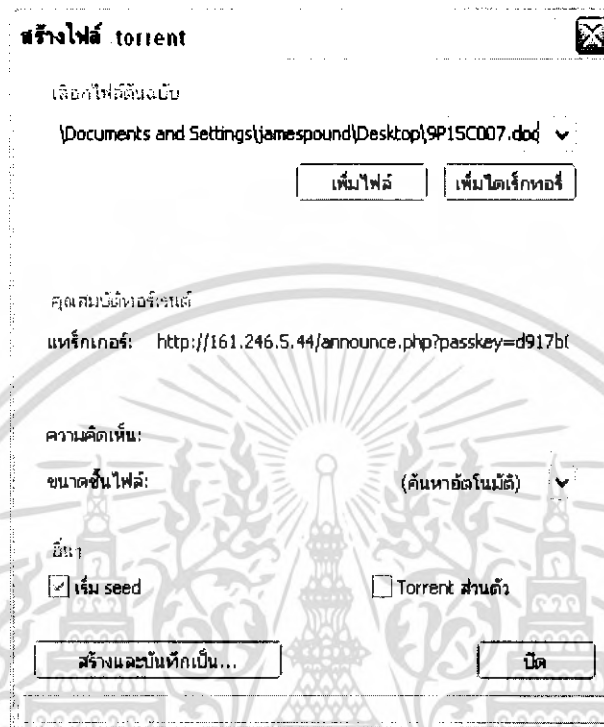 สร้างไฟล์ torrent
เลือกไฟล์ต้นฉบับ
\Documents and Settings\jamespound\Desktop\9P15C007.doc
เพิ่มไฟล์ เพิ่มไดเร็กทอรี่
คุณสมบัติทอร์เรนต์
แทร็กเกอร์: http://161.246.5.44/announce.php?passkey=d917b(
ความคิดเห็น:
ขนาดชิ้นไฟล์: (ค้นหาอัตโนมัติ)
อื่นๆ
เริ่ม seed Torrent ส่วนตัว
สร้างและบันทึกเป็น... ปิด